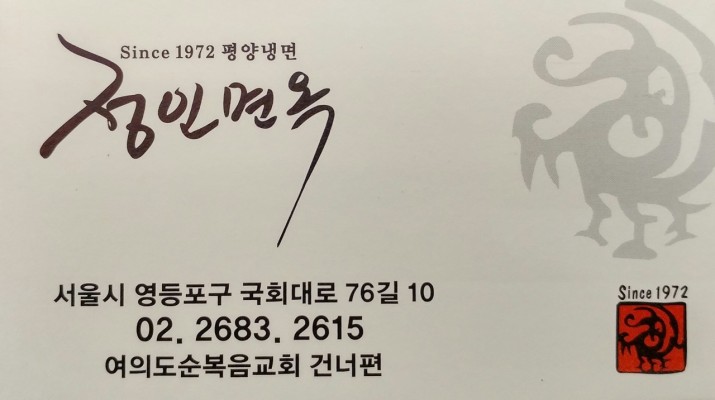 Since 1972 평양냉면
정인면옥
서울시 영등포구 국회대로 76길 10
02. 2683. 2615
여의도순복음교회 건너편
Since 1972